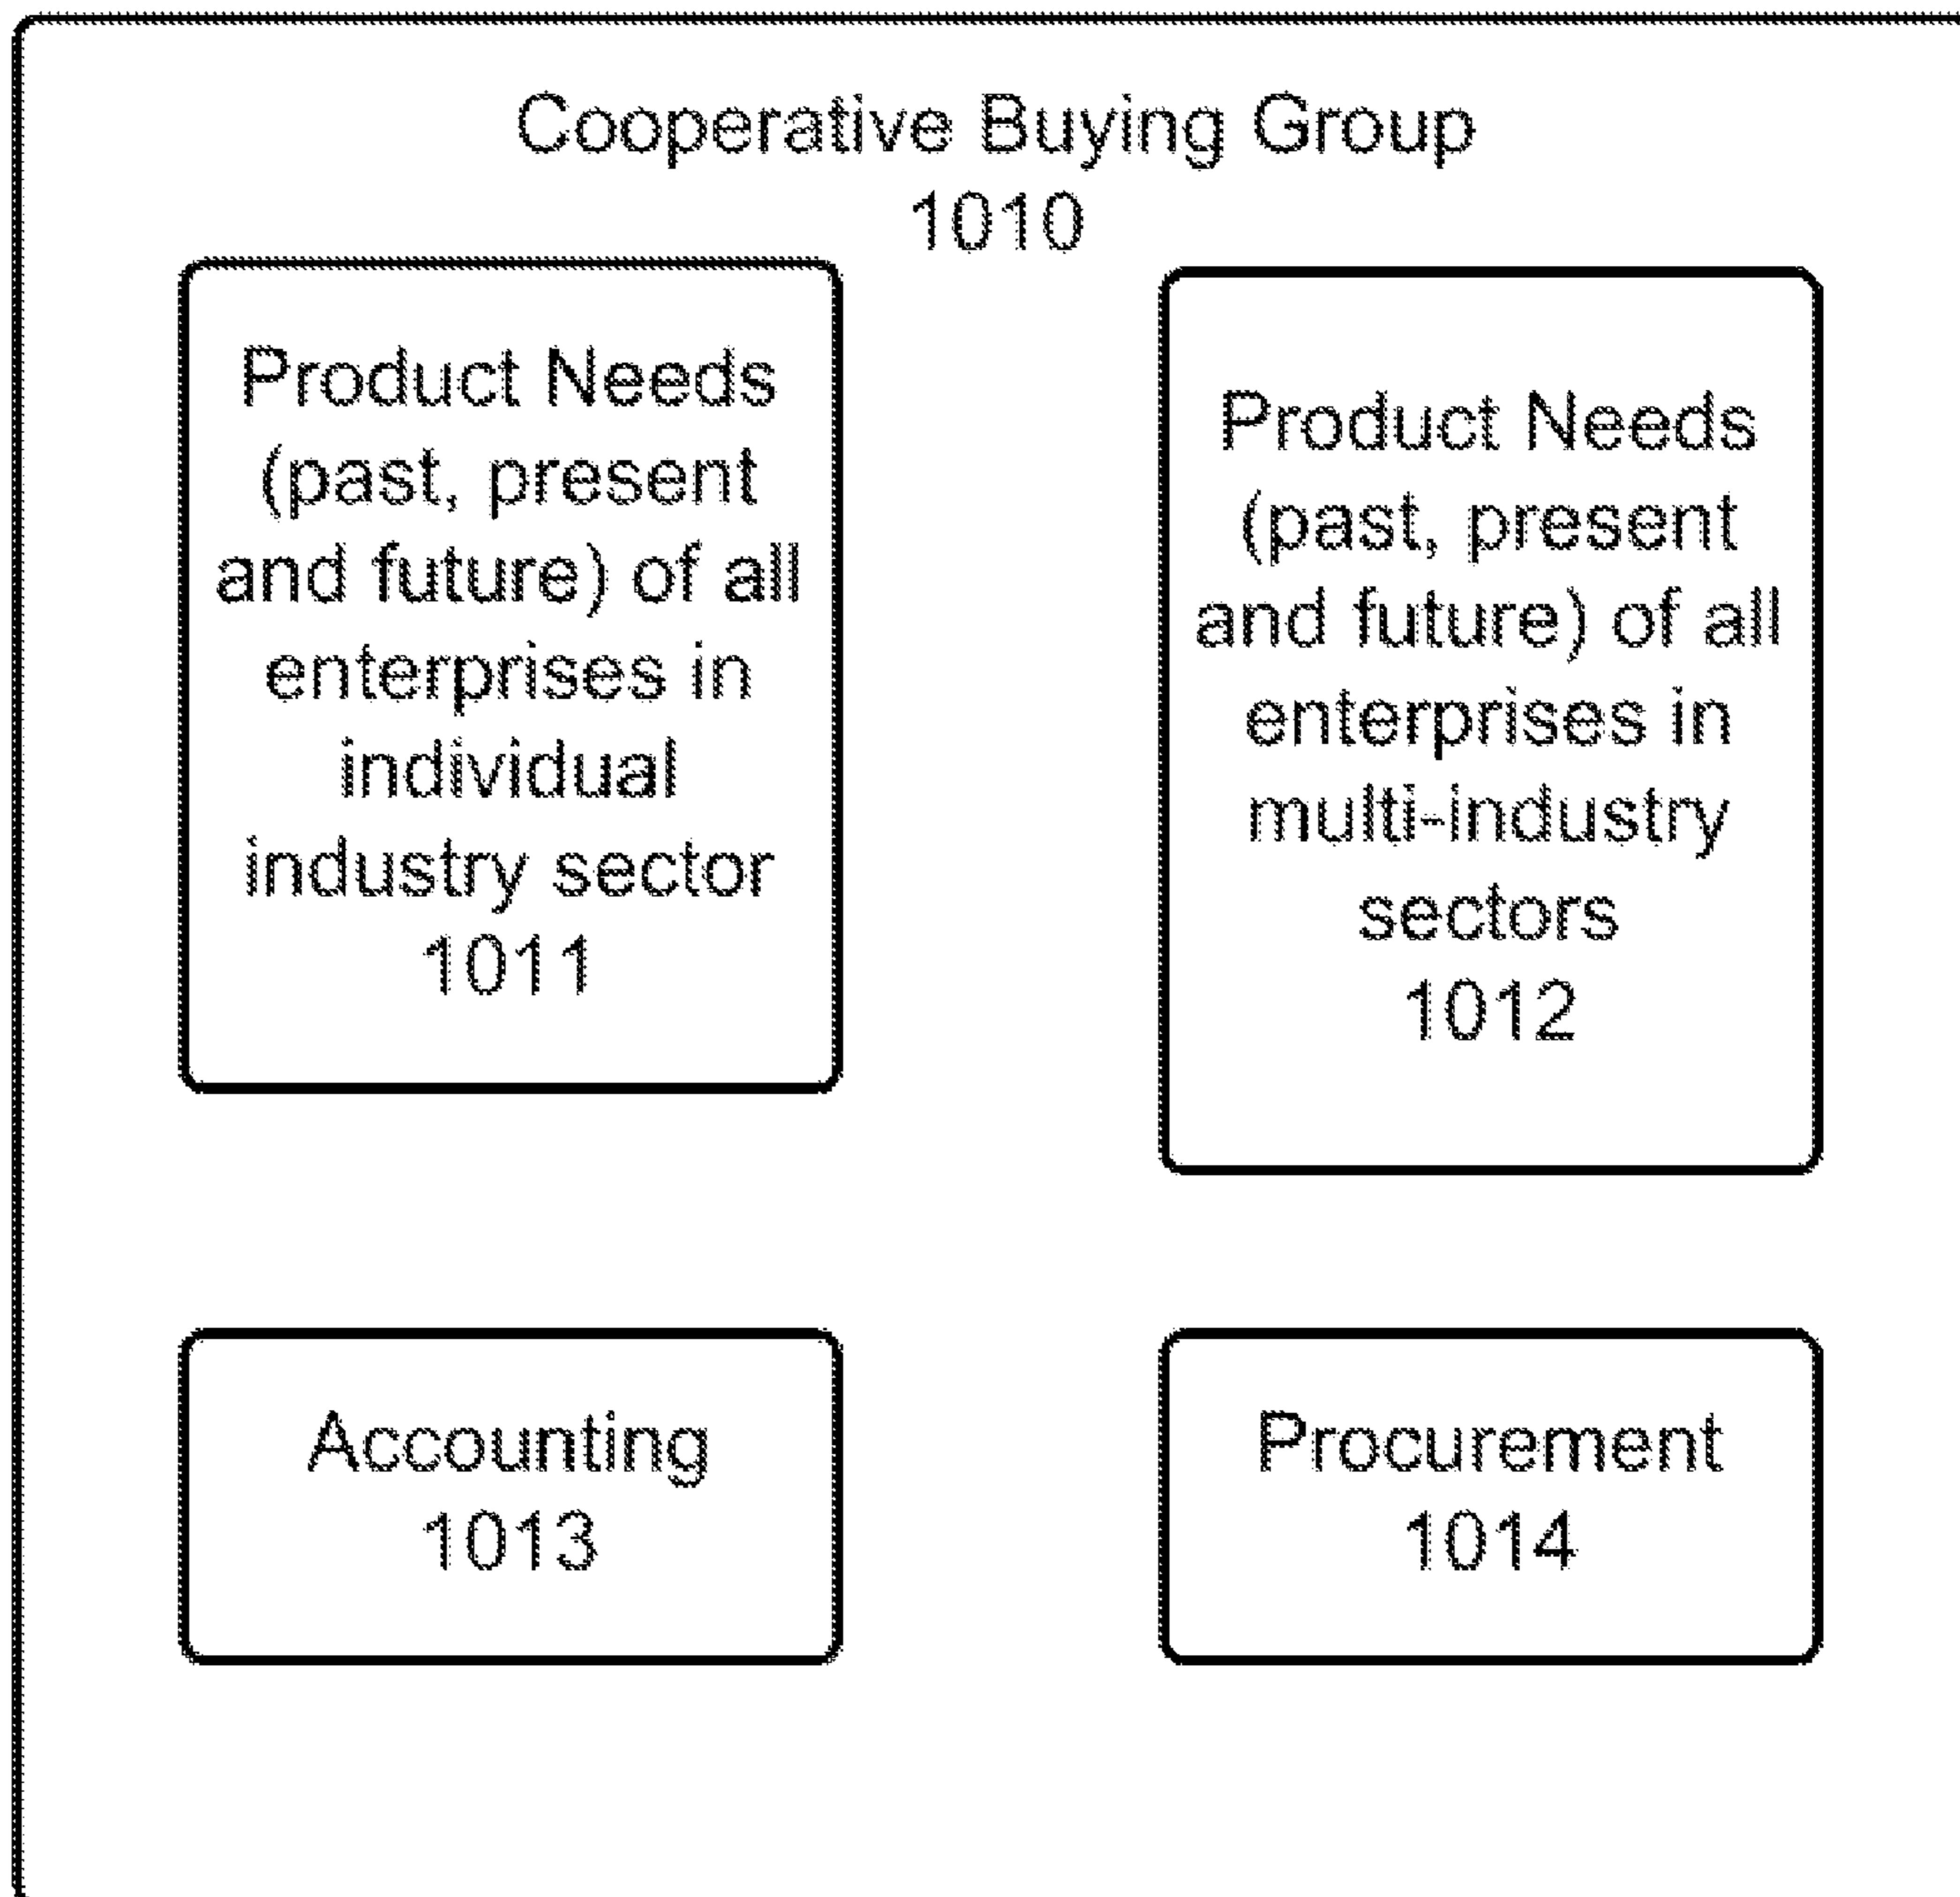 Cooperative Buying Group
1010
Product Needs
(past, present
and future) of all
enterprises in
individual
industry sector
1011
Product Needs
(past, present
and future) of all
enterprises in
multi-industry
sectors
1012
Accounting
1013
Procurement
1014